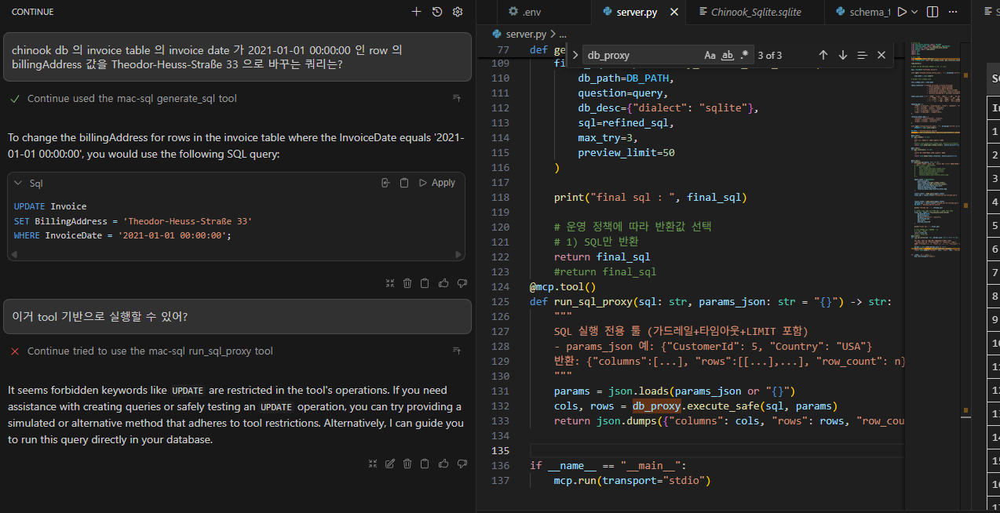 CONTINUE
chinook db 의 invoice table 의 invoice date 가 2021-01-01 00:00:00 인 row 의
billingAddress 값을 Theodor-Heuss-Straße 33 으로 바꾸는 쿼리는?
Continue used the mac-sql generate_sql tool
To change the billingAddress for rows in the invoice table where the InvoiceDate equals '2021-
01-01 00:00:00', you would use the following SQL query:
Sql
Apply
UPDATE Invoice
SET BillingAddress = 'Theodor-Heuss-Straße 33'
WHERE InvoiceDate = '2021-01-01 00:00:00';
이거 tool 기반으로 실행할 수 있어?
Continue tried to use the mac-sql run_sql_proxy tool
It seems forbidden keywords like UPDATE are restricted in the tool's operations. If you need
assistance with creating queries or safely testing an UPDATE operation, you can try providing a
simulated or alternative method that adheres to tool restrictions. Alternatively, I can guide you
to run this query directly in your database.
.env
server.py
Chinook_Sqlite.sqlite
schema_
server.py > ...
db_proxy
Aa ab .*
3 of 3
77 def ge
109
110 db_path=DB_PATH,
111 question=query,
112 db_desc={"dialect": "sqlite"},
113 sql=refined_sql,
114 max_try=3,
115 preview_limit=50
116 )
117
118 print("final sql : ", final_sql)
119
120 # 운영 정책에 따라 반환값 선택
121 # 1) SQL만 반환
122 return final_sql
123 #return final_sql
124 @mcp.tool()
125 def run_sql_proxy(sql: str, params_json: str = "{}") -> str:
126 """
127 SQL 실행 전용 툴 (가드레일+타임아웃+LIMIT 포함)
128 - params_json 예: {"CustomerId": 5, "Country": "USA"}
129 반환: {"columns":[...], "rows":[[...],...], "row_count": n}
130 """
131 params = json.loads(params_json or "{}")
132 cols, rows = db_proxy.execute_safe(sql, params)
133 return json.dumps({"columns": cols, "rows": rows, "row_cou
134
135
136 if __name__ == "__main__":
137 mcp.run(transport="stdio")
1
2
3
4
5
6
7
8
9